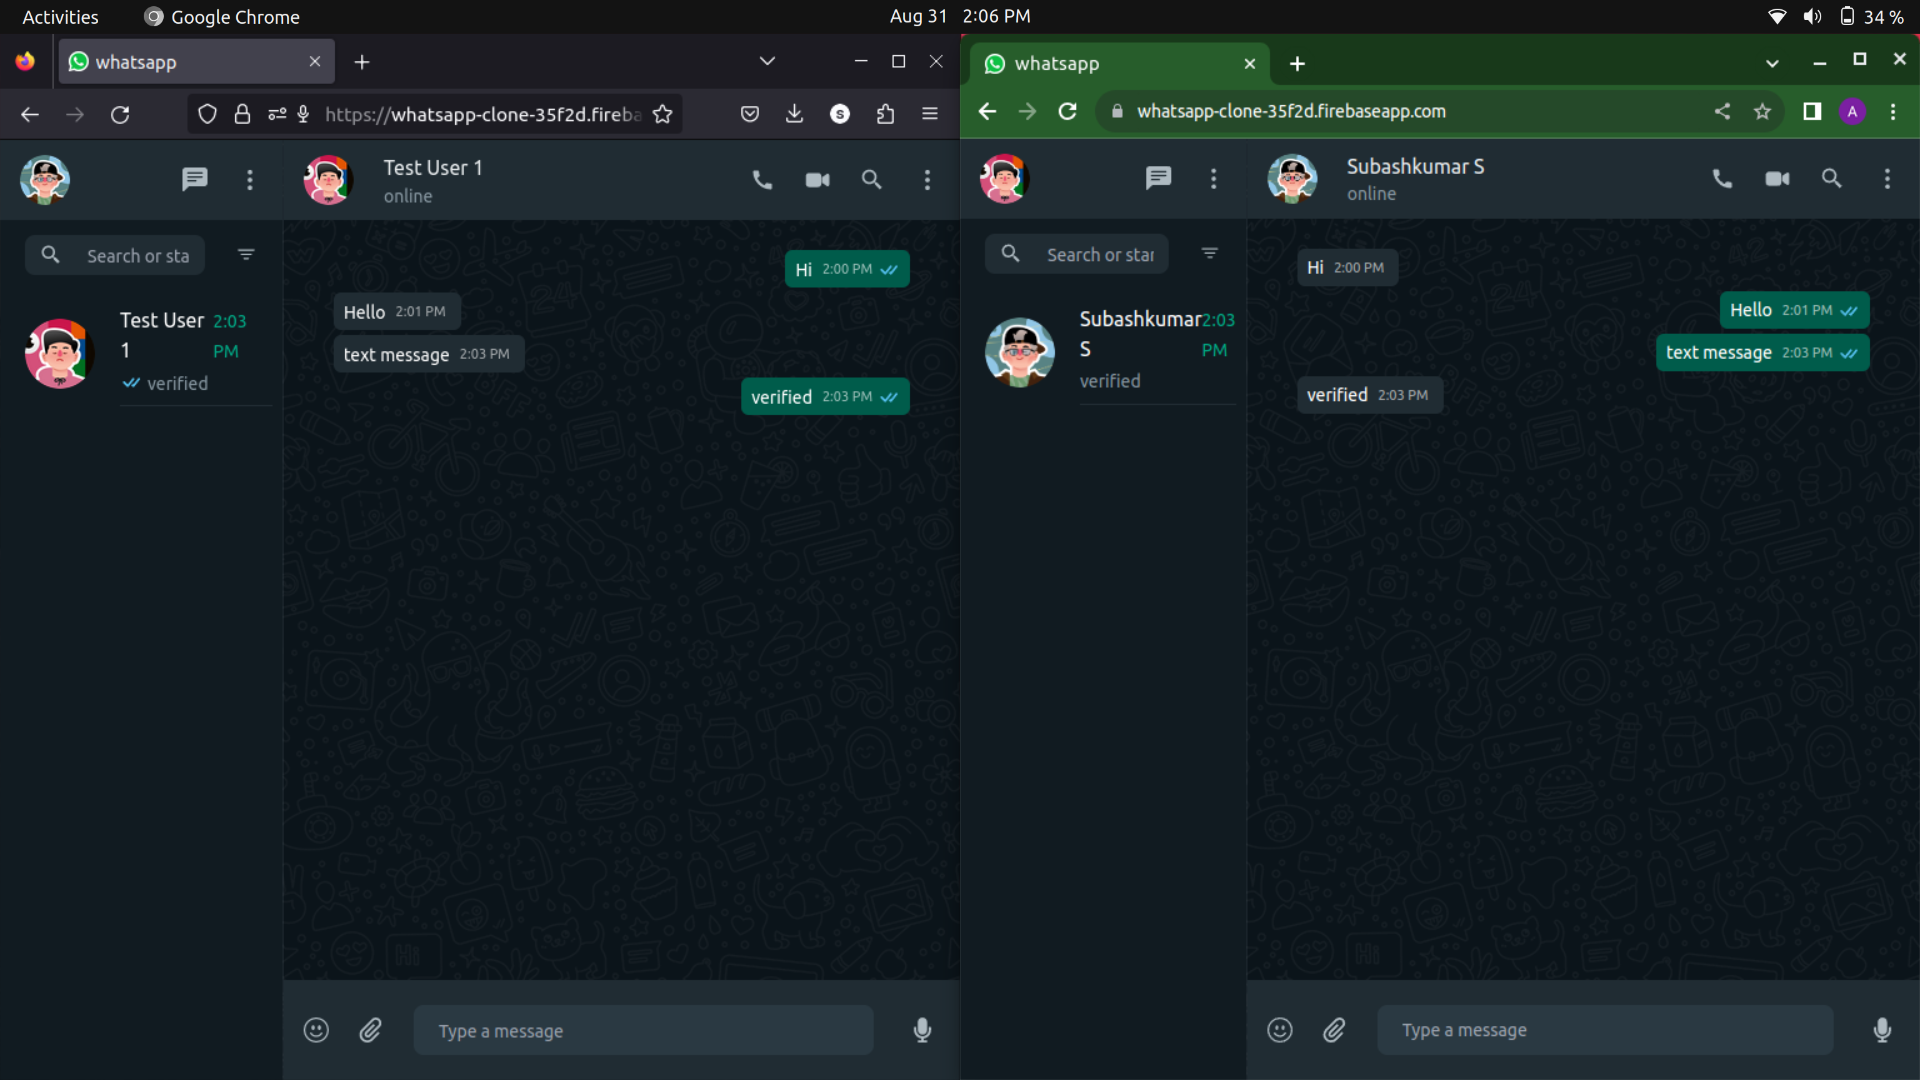 Activities Google Chrome Aug 31 2:06 PM 34 %
whatsapp
https://whatsapp-clone-35f2d.fireba
S
Test User 1
online
Search or sta
Test User 2:03
1 PM
verified
Hi 2:00 PM
Hello 2:01 PM
text message 2:03 PM
verified 2:03 PM
Type a message
whatsapp
whatsapp-clone-35f2d.firebaseapp.com
A
Subashkumar S
online
Search or star
Subashkumar 2:03
S PM
verified
Hi 2:00 PM
Hello 2:01 PM
text message 2:03 PM
verified 2:03 PM
Type a message